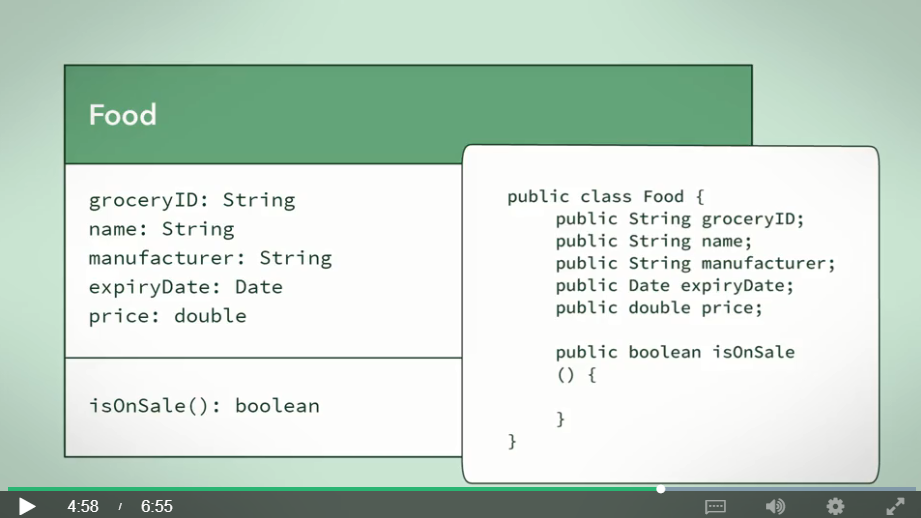 Food
groceryID: String
name: String
manufacturer: String
expiryDate: Date
price: double
isOnSale(): boolean
public class Food {
public String groceryID;
public String name;
public String manufacturer;
public Date expiryDate;
public double price;
public boolean isOnSale
() {
}
}
4:58 / 6:55